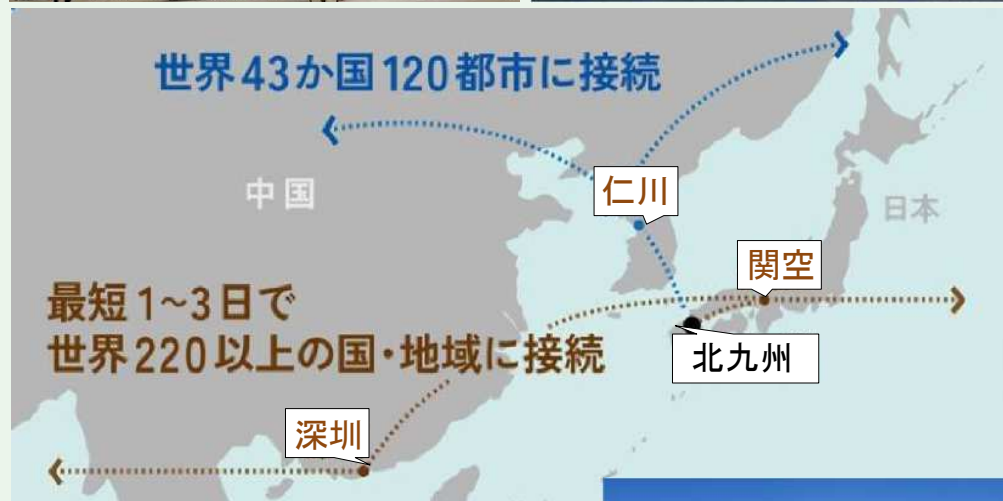 世界43か国120都市に接続
中国
仁川
日本
関空
最短1~3日で
世界220以上の国・地域に接続
北九州
深圳